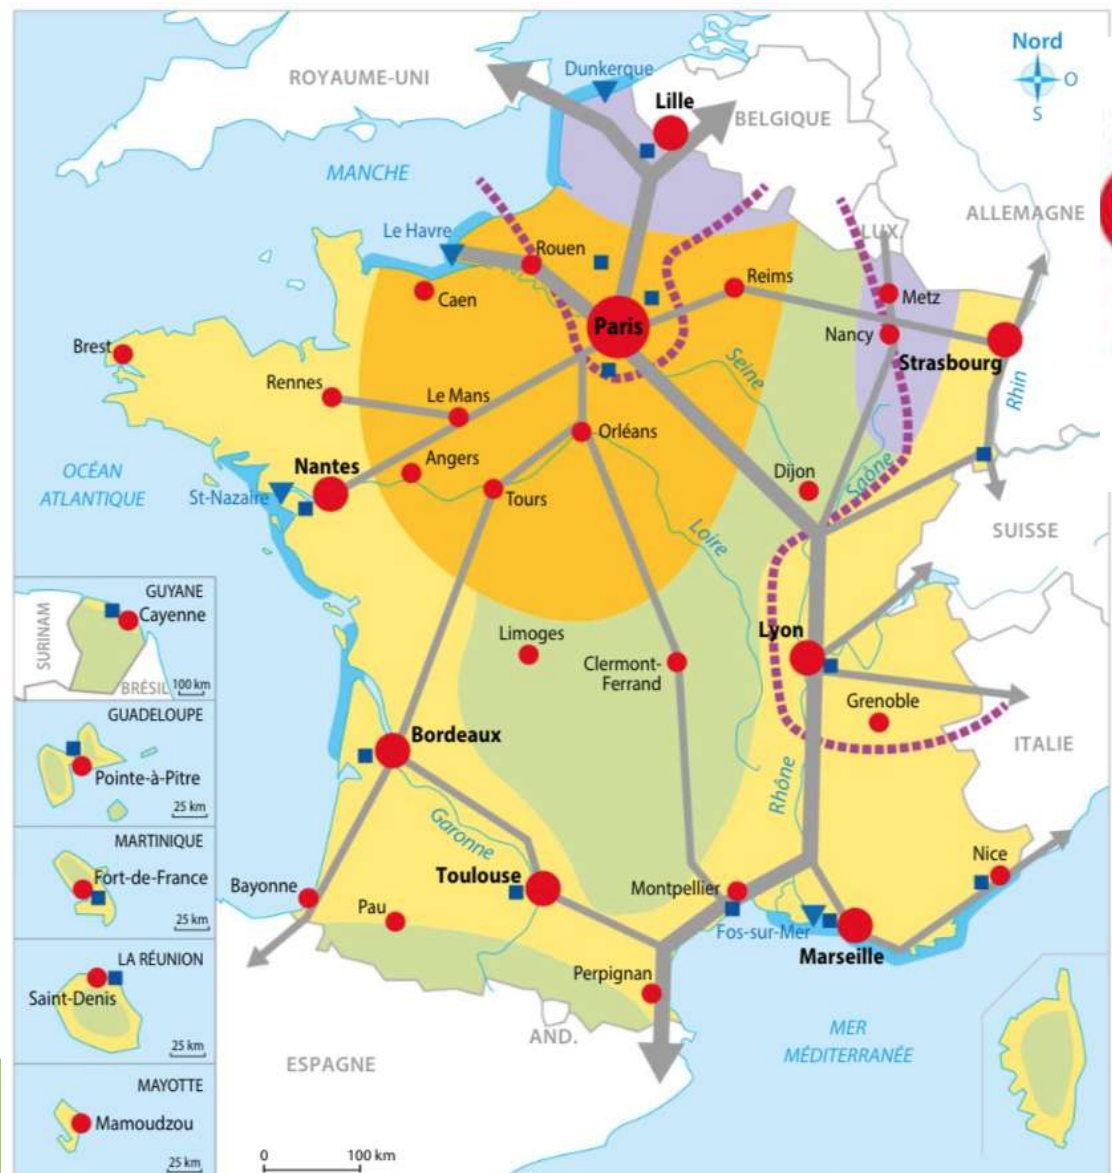 Nord
O
S
ROYAUME-UNI
Dunkerque
Lille
BELGIQUE
MANCHE
ALLEMAGNE
LUX.
Le Havre
Rouen
Reims
Metz
Caen
Paris
Nancy
Strasbourg
Brest
Seine
Rhin
Rennes
Le Mans
Orléans
OCÉAN
ATLANTIQUE
Nantes
Angers
Dijon
Saône
St-Nazaire
Tours
Loire
SUISSE
GUYANE
Cayenne
SURINAM
BRÉSIL
100 km
Limoges
Clermont-
Ferrand
Lyon
Grenoble
ITALIE
GUADELOUPE
Pointe-à-Pitre
25 km
Bordeaux
Rhône
Garonne
MARTINIQUE
Fort-de-France
25 km
Nice
Bayonne
Toulouse
Montpellier
Pau
Fos-sur-Mer
Marseille
LA RÉUNION
Saint-Denis
25 km
Perpignan
AND.
MER
MÉDITERRANÉE
ESPAGNE
MAYOTTE
Mamoudzou
25 km
0 100 km